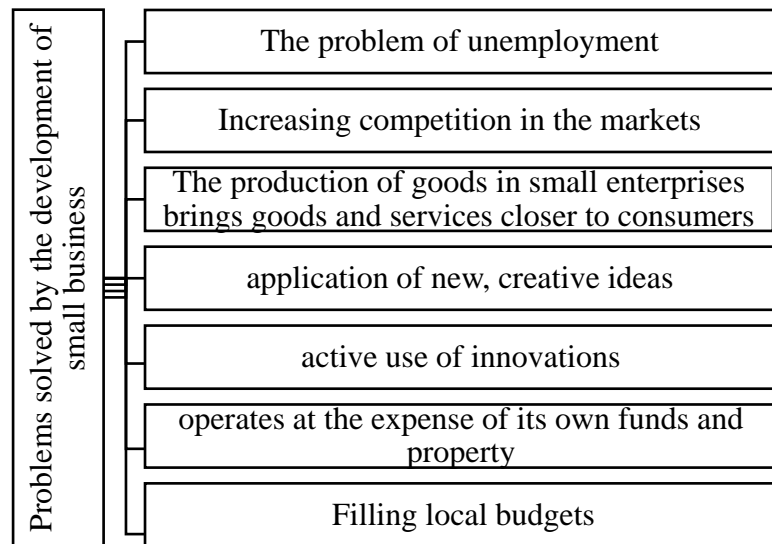 Problems solved by the development of
small business
The problem of unemployment
Increasing competition in the markets
The production of goods in small enterprises
brings goods and services closer to consumers
application of new, creative ideas
active use of innovations
operates at the expense of its own funds and
property
Filling local budgets